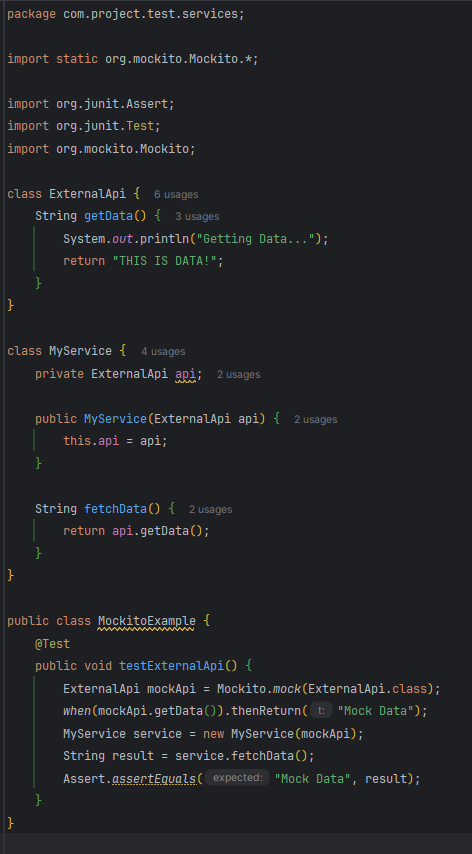 package com.project.test.services;
import static org.mockito.Mockito.*;
import org.junit.Assert;
import org.junit.Test;
import org.mockito.Mockito;
class ExternalApi { 6 usages
String getData() { 3 usages
System.out.println("Getting Data...");
return "THIS IS DATA!";
}
}
class MyService { 4 usages
private ExternalApi api; 2 usages
public MyService(ExternalApi api) { 2 usages
this.api = api;
}
String fetchData() { 2 usages
return api.getData();
}
}
public class MockitoExample {
@Test
public void testExternalApi() {
ExternalApi mockApi = Mockito.mock(ExternalApi.class);
when(mockApi.getData()).thenReturn( t: "Mock Data");
MyService service = new MyService(mockApi);
String result = service.fetchData();
Assert.assertEquals( expected: "Mock Data", result);
}
}